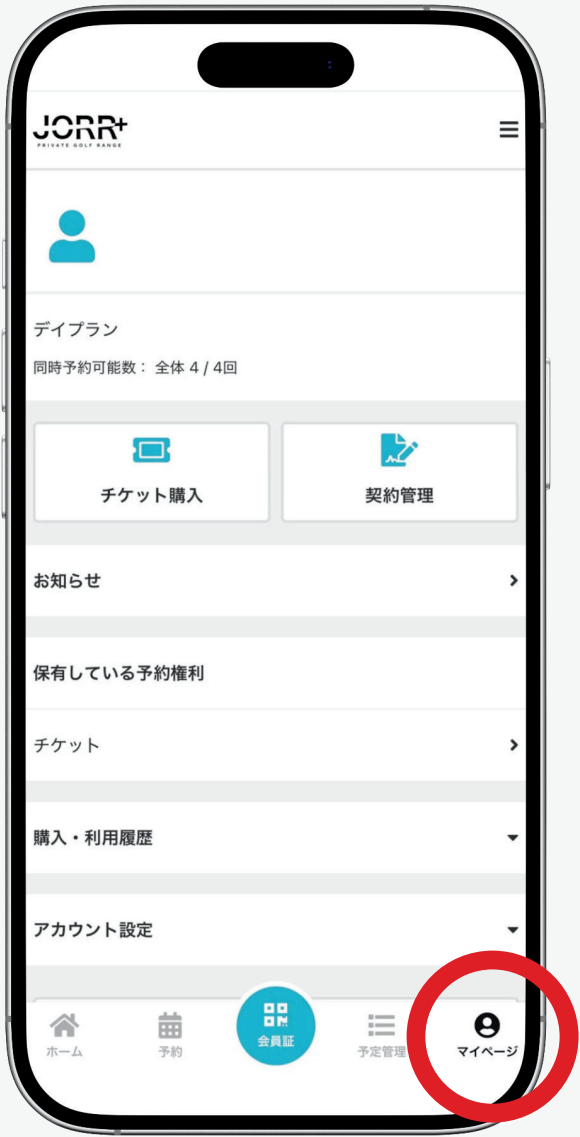 JORR+
PRIVATE GOLF RANGE
デイプラン
同時予約可能数： 全体 4 / 4回
チケット購入
契約管理
お知らせ
保有している予約権利
チケット
購入・利用履歴
アカウント設定
ホーム
予約
会員証
予定管理
マイページ